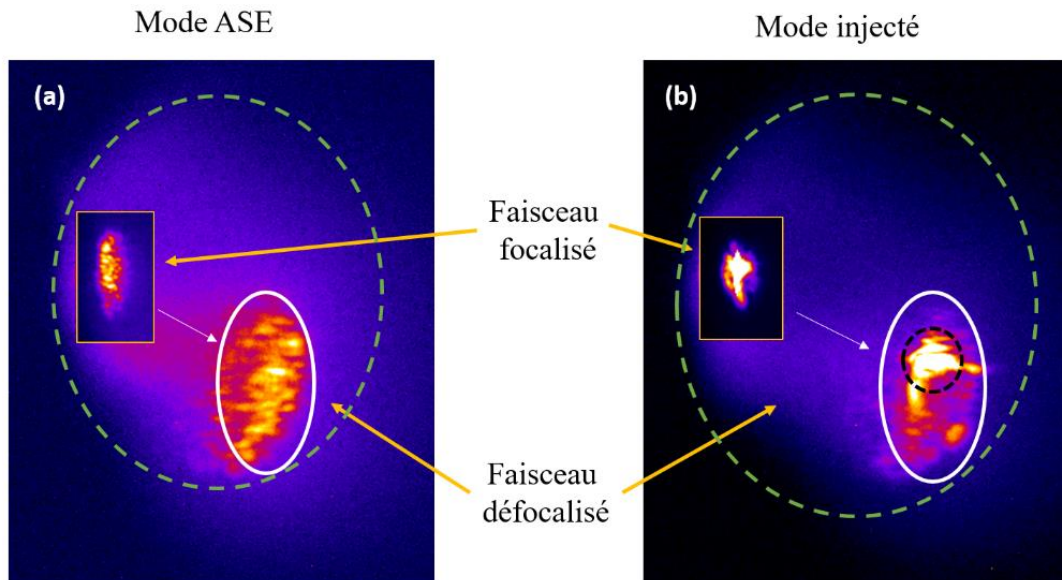 Mode ASE
Mode injecté
(a)
(b)
Faisceau
focalisé
Faisceau
défocalisé